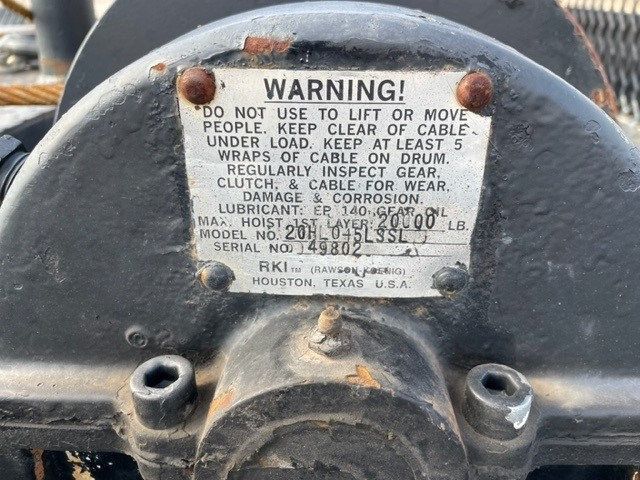 WARNING!
DO NOT USE TO LIFT OR MOVE
PEOPLE. KEEP CLEAR OF CABLE
UNDER LOAD. KEEP AT LEAST 5
WRAPS OF CABLE ON DRUM.
REGULARLY INSPECT GEAR,
CLUTCH, & CABLE FOR WEAR,
DAMAGE & CORROSION.
LUBRICANT: EP 140 GEAR OIL
MAX. HOIST 1ST LAYER 20000 LB.
MODEL NO.
SERIAL NO. 49802
RKI TM (RAWSON-KOENIG)
HOUSTON, TEXAS U.S.A.